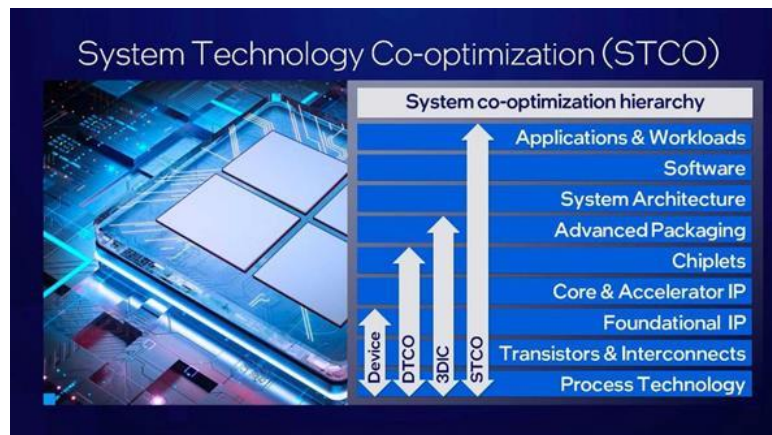 System Technology Co-optimization (STCO)
System co-optimization hierarchy
Applications & Workloads
Software
System Architecture
Advanced Packaging
Chiplets
Core & Accelerator IP
Foundational IP
Transistors & Interconnects
Process Technology
Device
DTCO
3DIC
STCO